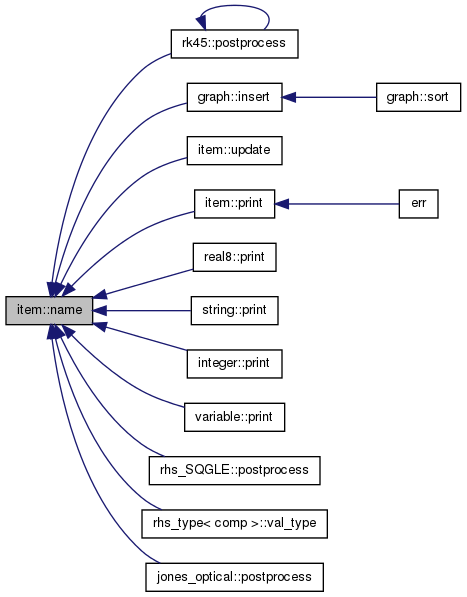 rk45::postprocess
graph::insert
graph::sort
item::update
item::print
err
real8::print
item::name
string::print
integer::print
variable::print
rhs_SQGLE::postprocess
rhs_type< comp >::val_type
jones_optical::postprocess